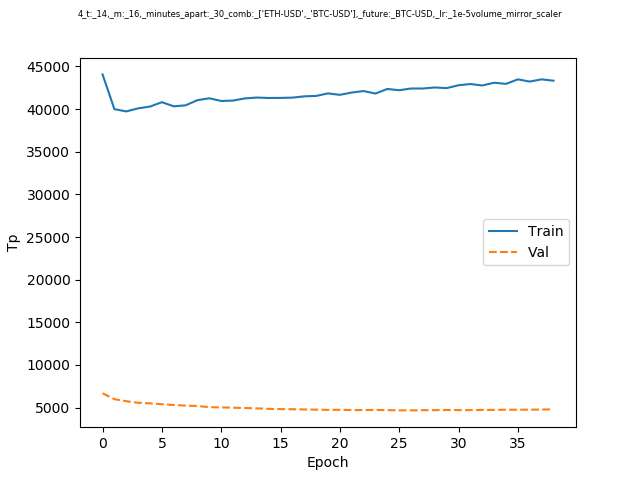 4_t:_14,_m:_16,_minutes_apart:_30_comb:_['ETH-USD',_'BTC-USD'],_future:_BTC-USD,_lr:_1e-5volume_mirror_scaler
45000
40000
35000
30000
25000
20000
15000
10000
5000
Tp
Train
Val
0 5 10 15 20 25 30 35
Epoch